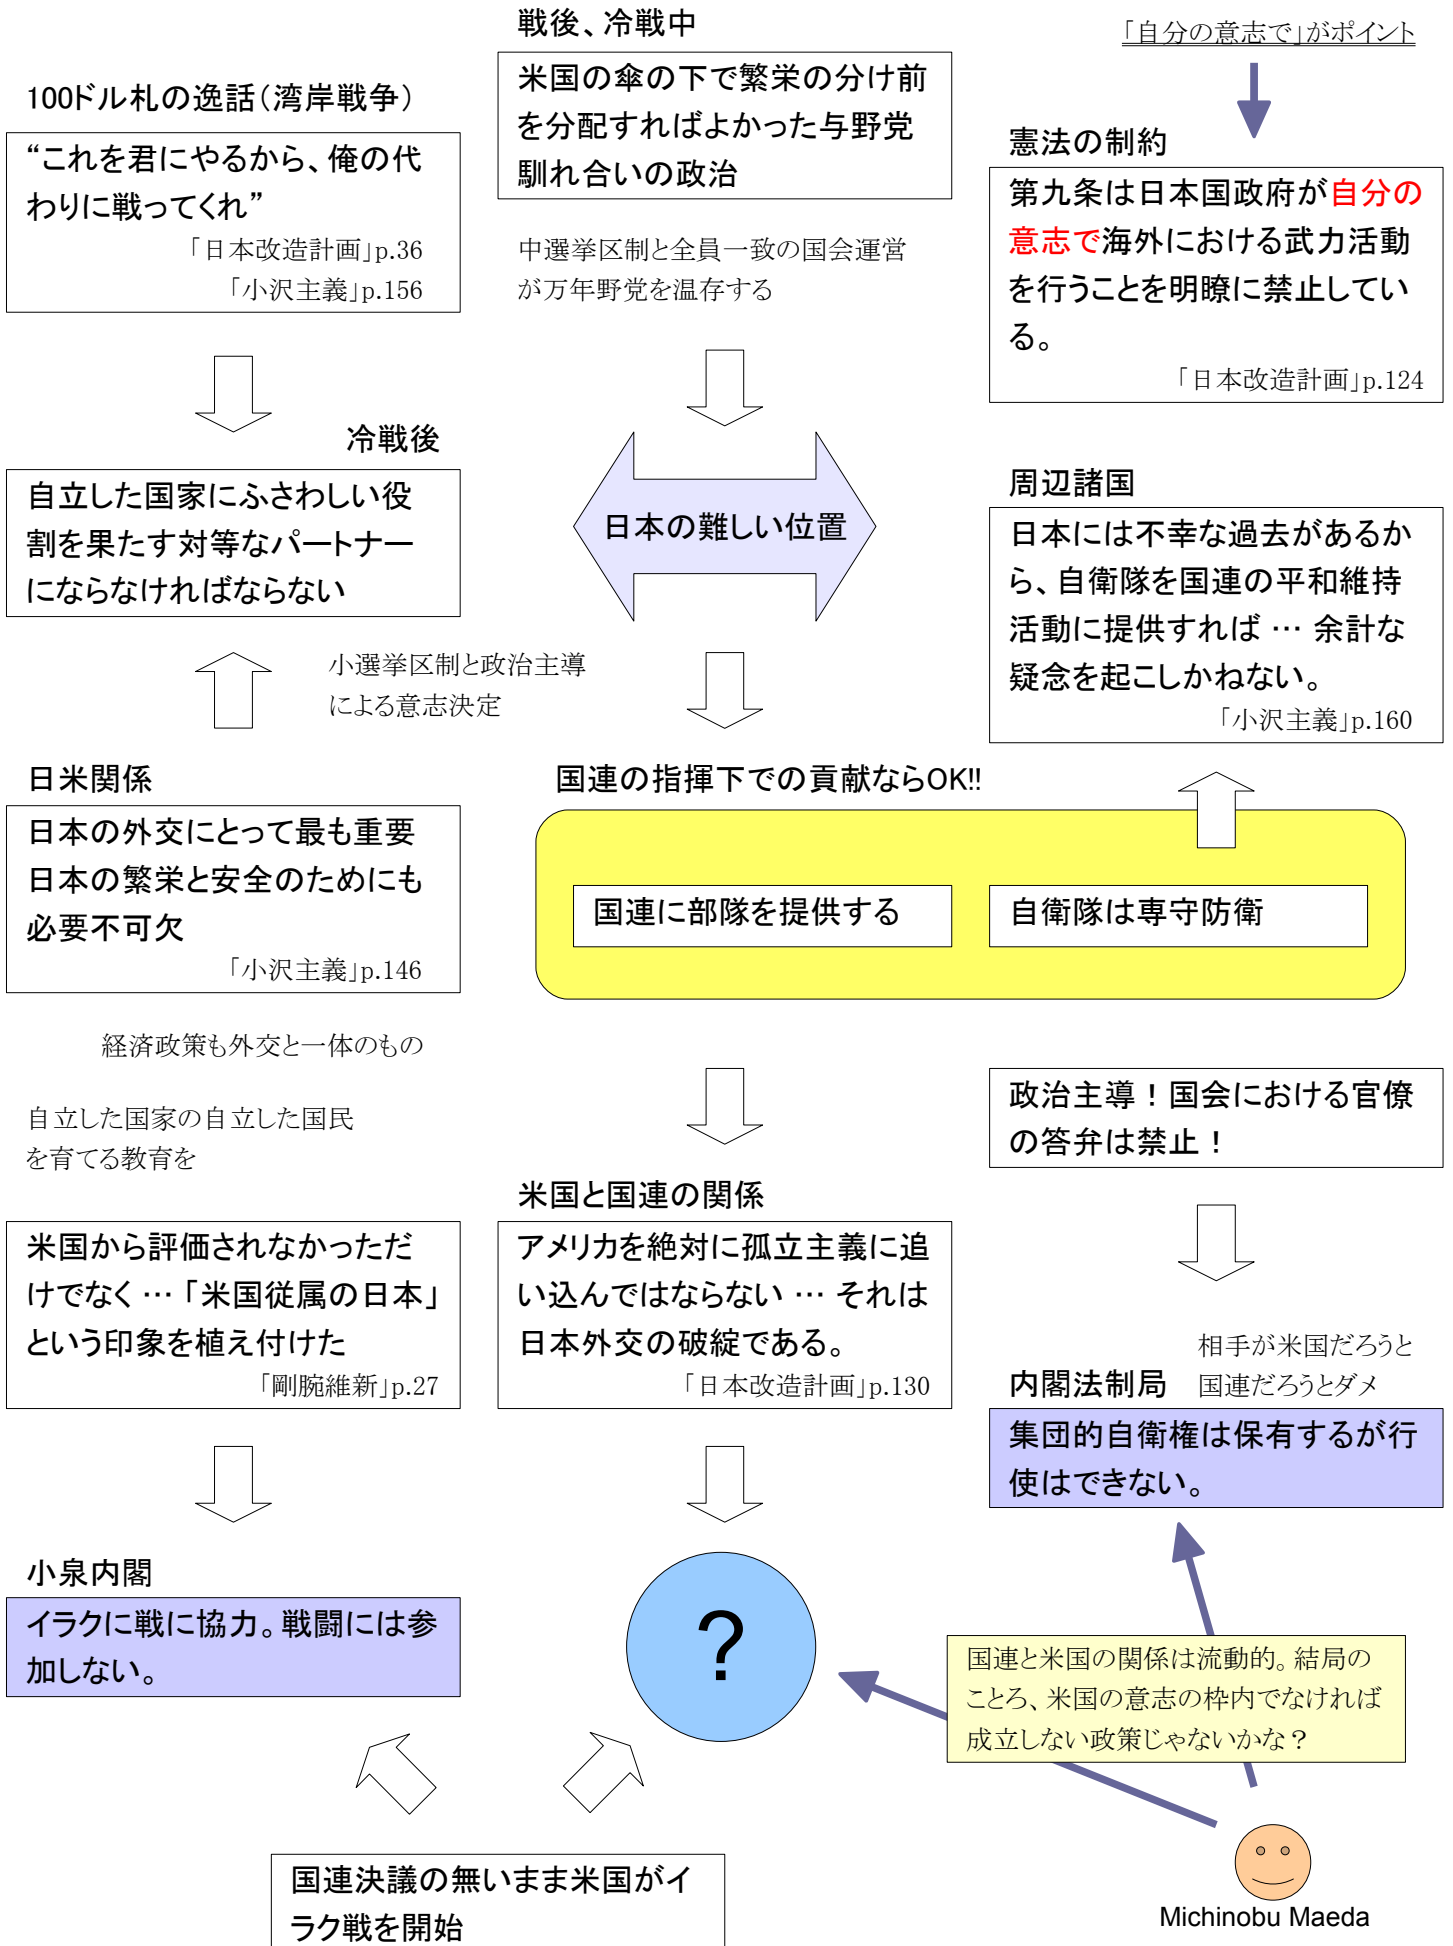 戦後、冷戦中
米国の傘の下で繁栄の分け前
を分配すればよかった与野党
馴れ合いの政治
中選挙区制と全員一致の国会運営
が万年野党を温存する
「自分の意志で」がポイント
100ドル札の逸話（湾岸戦争）
“これを君にやるから、俺の代
わりに戦ってくれ”
「日本改造計画」p.36
「小沢主義」p.156
憲法の制約
第九条は日本国政府が自分の
意志で海外における武力活動
を行うことを明瞭に禁止してい
る。
「日本改造計画」p.124
冷戦後
自立した国家にふさわしい役
割を果たす対等なパートナー
にならなければならない
日本の難しい位置
周辺諸国
日本には不幸な過去があるか
ら、自衛隊を国連の平和維持
活動に提供すれば … 余計な
疑念を起こしかねない。
「小沢主義」p.160
小選挙区制と政治主導
による意志決定
日米関係
日本の外交にとって最も重要
日本の繁栄と安全のためにも
必要不可欠
「小沢主義」p.146
国連の指揮下での貢献ならOK!!
国連に部隊を提供する
自衛隊は専守防衛
経済政策も外交と一体のもの
自立した国家の自立した国民
を育てる教育を
政治主導！国会における官僚
の答弁は禁止！
米国から評価されなかっただ
けでなく … 「米国従属の日本」
という印象を植え付けた
「剛腕維新」p.27
米国と国連の関係
アメリカを絶対に孤立主義に追
い込んではならない … それは
日本外交の破綻である。
「日本改造計画」p.130
相手が米国だろうと
国連だろうとダメ
内閣法制局
集団的自衛権は保有するが行
使はできない。
小泉内閣
イラクに戦に協力。戦闘には参
加しない。
?
国連と米国の関係は流動的。結局の
ことろ、米国の意志の枠内でなければ
成立しない政策じゃないかな？
国連決議の無いまま米国がイ
ラク戦を開始
Michinobu Maeda